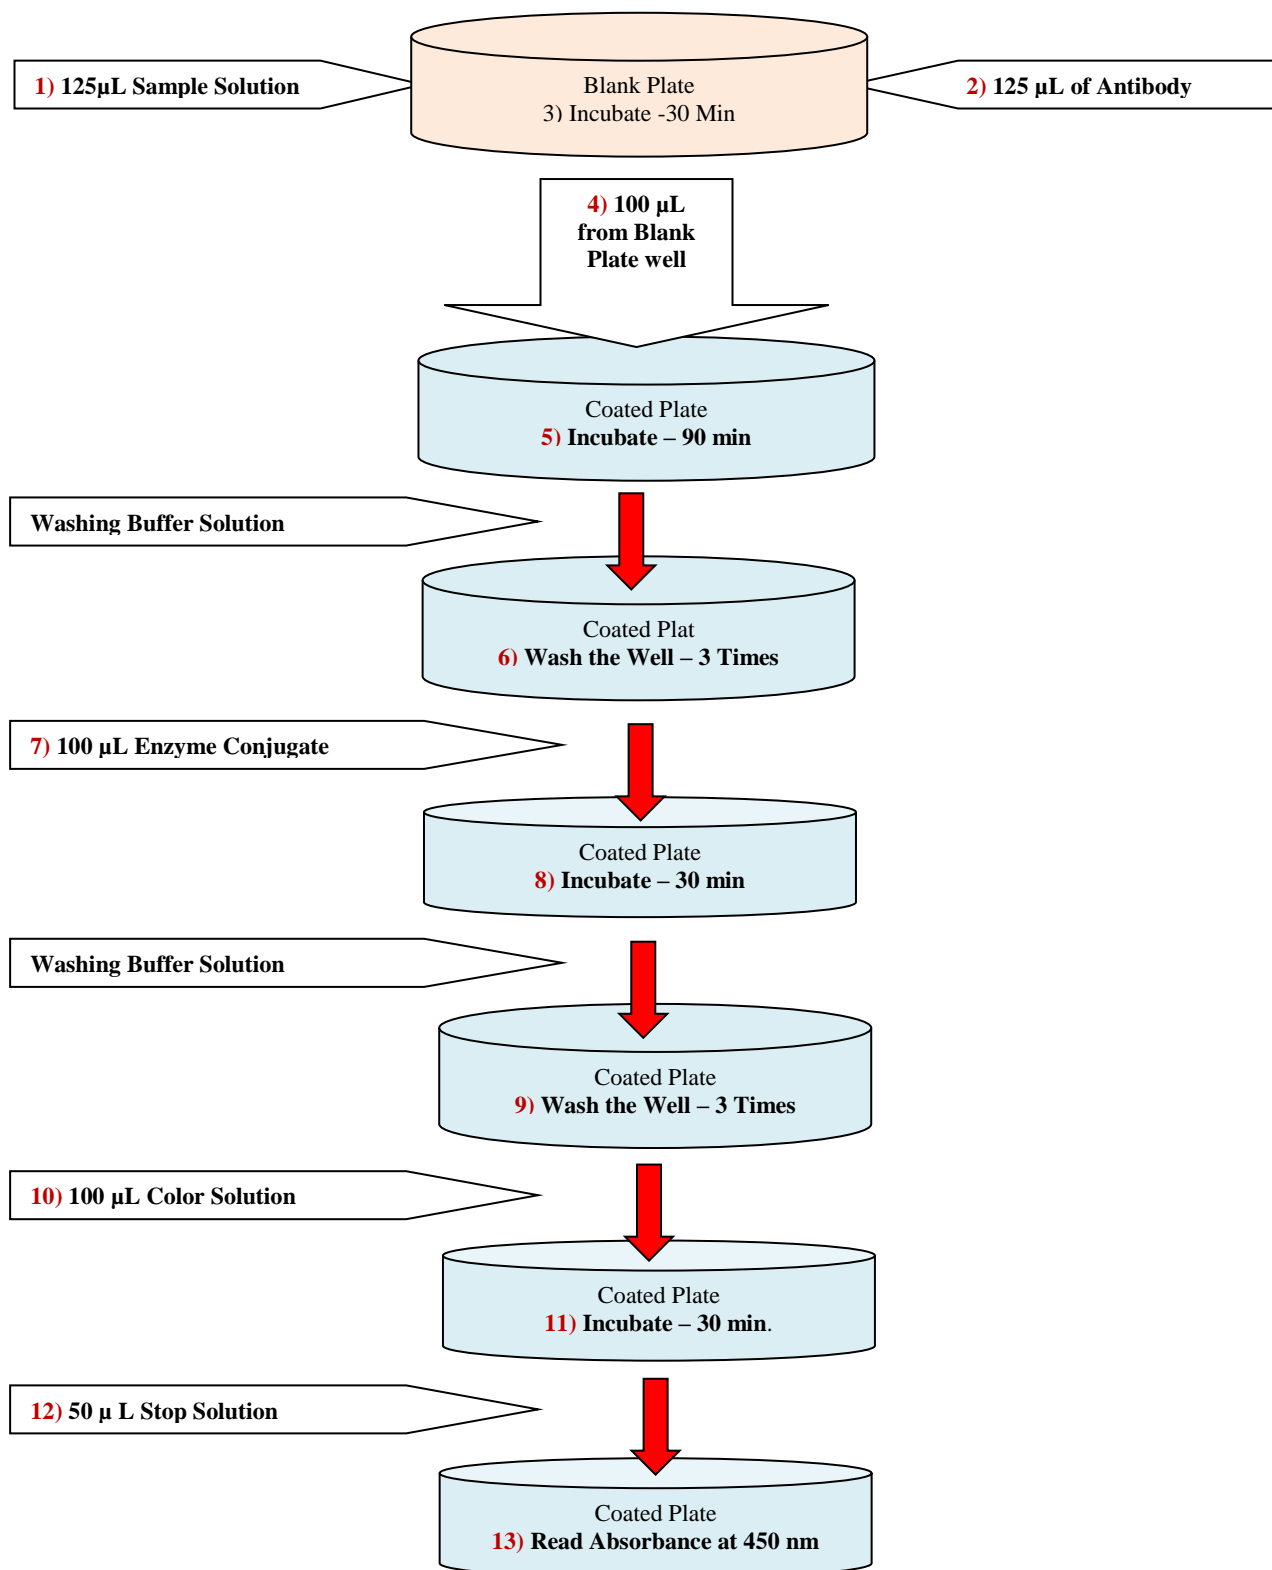 1) 125µL Sample Solution
Blank Plate
3) Incubate -30 Min
2) 125 µL of Antibody
4) 100 µL
from Blank
Plate well
Coated Plate
5) Incubate – 90 min
Washing Buffer Solution
Coated Plat
6) Wash the Well – 3 Times
7) 100 µL Enzyme Conjugate
Coated Plate
8) Incubate – 30 min
Washing Buffer Solution
Coated Plate
9) Wash the Well – 3 Times
10) 100 µL Color Solution
Coated Plate
11) Incubate – 30 min.
12) 50 µ L Stop Solution
Coated Plate
13) Read Absorbance at 450 nm